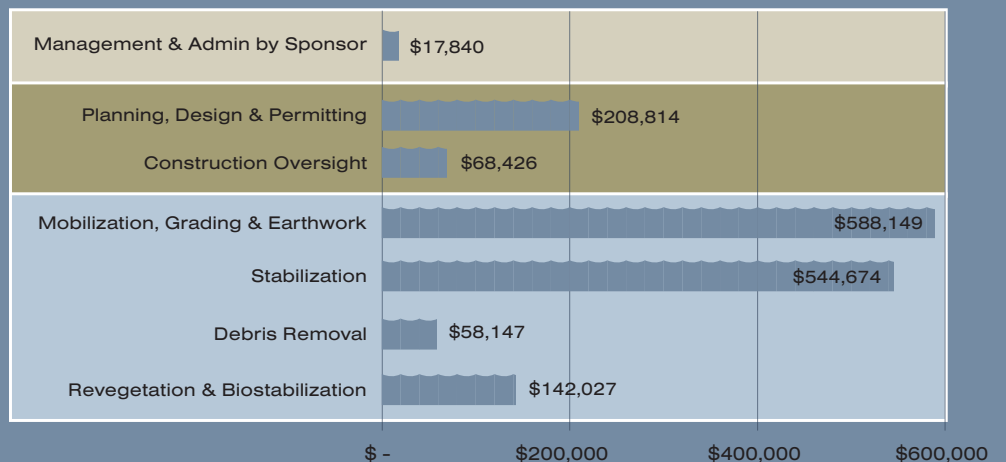 Management & Admin by Sponsor $17,840
Planning, Design & Permitting $208,814
Construction Oversight $68,426
Mobilization, Grading & Earthwork $588,149
Stabilization $544,674
Debris Removal $58,147
Revegetation & Biostabilization $142,027
$ - $200,000 $400,000 $600,000